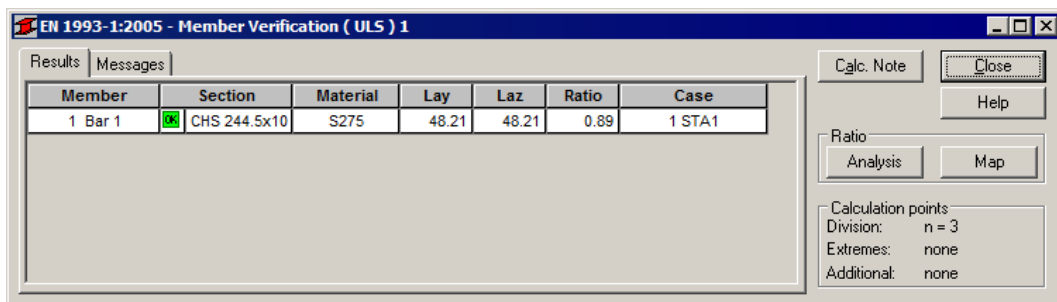 EN 1993-1:2005 - Member Verification ( ULS ) 1
Results Messages
Member Section Material Lay Laz Ratio Case
1 Bar 1 OK CHS 244.5x10 S275 48.21 48.21 0.89 1 STA1
Calc. Note Close
Help
Ratio
Analysis Map
Calculation points
Division: n = 3
Extremes: none
Additional: none